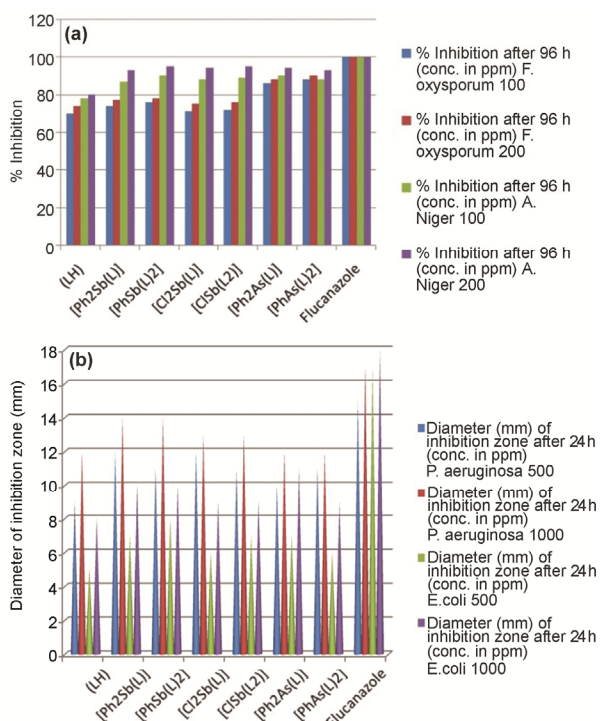 (a)
120
100
80
60
40
20
0
% Inhibition
(LH)
[Ph2Sb(L)]
[PhSb(L)2]
[Cl2Sb(L)]
[ClSb(L2)]
[Ph2As(L)]
[PhAs(L)2]
Flucanazole
% Inhibition after 96 h
(conc. in ppm) F.
oxysporum 100
% Inhibition after 96 h
(conc. in ppm) F.
oxysporum 200
% Inhibition after 96 h
(conc. in ppm) A.
Niger 100
% Inhibition after 96 h
(conc. in ppm) A.
Niger 200
(b)
18
16
14
12
10
8
6
4
2
0
Diameter of inhibition zone (mm)
(LH)
[Ph2Sb(L)]
[PhSb(L)2]
[Cl2Sb(L)]
[ClSb(L2)]
[Ph2As(L)]
[PhAs(L)2]
Flucanazole
Diameter (mm) of
inhibition zone after 24h
(conc. in ppm)
P. aeruginosa 500
Diameter (mm) of
inhibition zone after 24h
(conc. in ppm)
P. aeruginosa 1000
Diameter (mm) of
inhibition zone after 24h
(conc. in ppm)
E.coli 500
Diameter (mm) of
inhibition zone after 24h
(conc. in ppm)
E.coli 1000